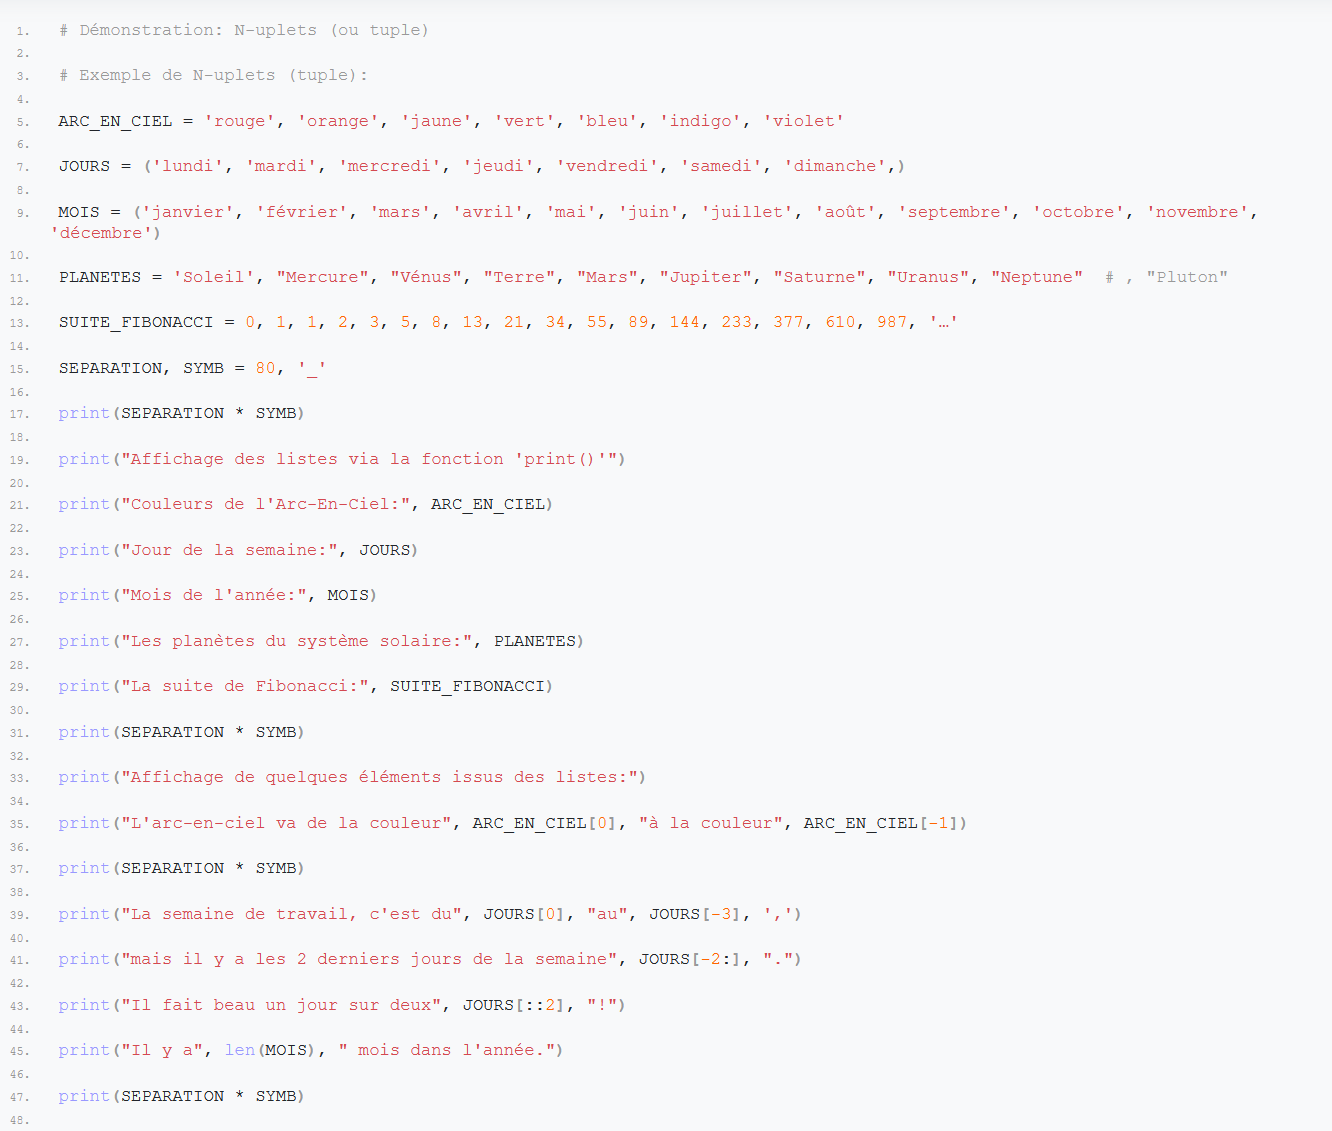 1. # Démonstration: N-uplets (ou tuple)
2.
3. # Exemple de N-uplets (tuple):
4.
5. ARC_EN_CIEL = 'rouge', 'orange', 'jaune', 'vert', 'bleu', 'indigo', 'violet'
6.
7. JOURS = ('lundi', 'mardi', 'mercredi', 'jeudi', 'vendredi', 'samedi', 'dimanche',)
8.
9. MOIS = ('janvier', 'février', 'mars', 'avril', 'mai', 'juin', 'juillet', 'août', 'septembre', 'octobre', 'novembre',
'décembre')
10.
11. PLANETES = 'Soleil', "Mercure", "Vénus", "Terre", "Mars", "Jupiter", "Saturne", "Uranus", "Neptune"  # , "Pluton"
12.
13. SUITE_FIBONACCI = 0, 1, 1, 2, 3, 5, 8, 13, 21, 34, 55, 89, 144, 233, 377, 610, 987, '…'
14.
15. SEPARATION, SYMB = 80, '_'
16.
17. print(SEPARATION * SYMB)
18.
19. print("Affichage des listes via la fonction 'print()'")
20.
21. print("Couleurs de l'Arc-En-Ciel:", ARC_EN_CIEL)
22.
23. print("Jour de la semaine:", JOURS)
24.
25. print("Mois de l'année:", MOIS)
26.
27. print("Les planètes du système solaire:", PLANETES)
28.
29. print("La suite de Fibonacci:", SUITE_FIBONACCI)
30.
31. print(SEPARATION * SYMB)
32.
33. print("Affichage de quelques éléments issus des listes:")
34.
35. print("L'arc-en-ciel va de la couleur", ARC_EN_CIEL[0], "à la couleur", ARC_EN_CIEL[-1])
36.
37. print(SEPARATION * SYMB)
38.
39. print("La semaine de travail, c'est du", JOURS[0], "au", JOURS[-3], ',')
40.
41. print("mais il y a les 2 derniers jours de la semaine", JOURS[-2:], ".")
42.
43. print("Il fait beau un jour sur deux", JOURS[::2], "!")
44.
45. print("Il y a", len(MOIS), " mois dans l'année.")
46.
47. print(SEPARATION * SYMB)
48.